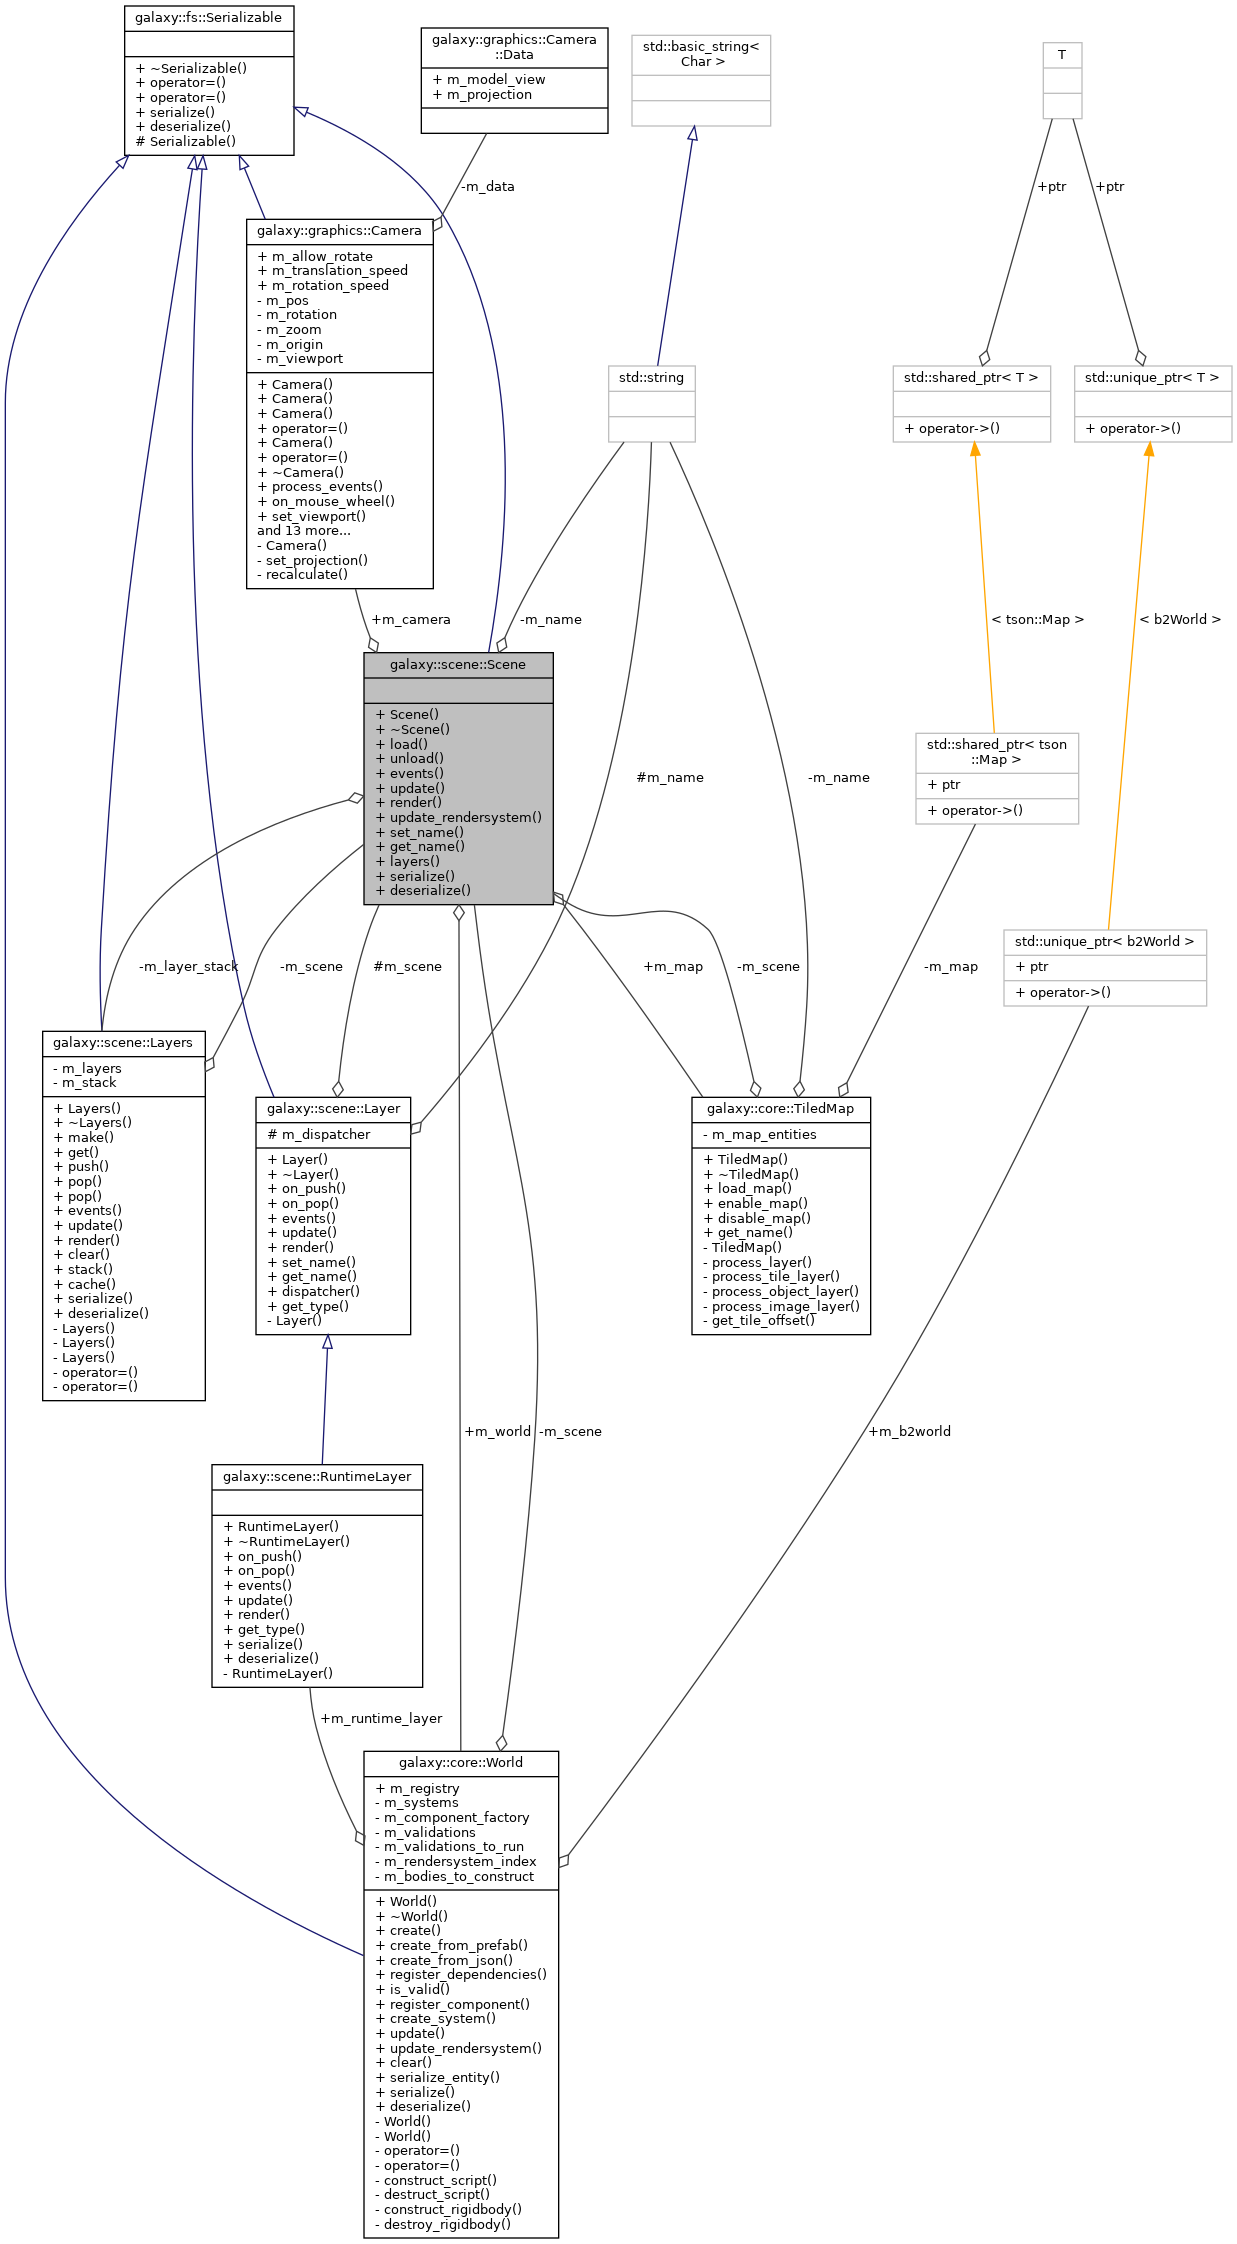 galaxy::fs::Serializable
+ ~Serializable()
+ operator=()
+ operator=()
+ serialize()
+ deserialize()
# Serializable()
galaxy::graphics::Camera
::Data
+ m_model_view
+ m_projection
std::basic_string<
Char >
T
-m_data
+ptr
+ptr
galaxy::graphics::Camera
+ m_allow_rotate
+ m_translation_speed
+ m_rotation_speed
- m_pos
- m_rotation
- m_zoom
- m_origin
- m_viewport
+ Camera()
+ Camera()
+ Camera()
+ operator=()
+ Camera()
+ operator=()
+ ~Camera()
+ process_events()
+ on_mouse_wheel()
+ set_viewport()
and 13 more...
- Camera()
- set_projection()
- recalculate()
std::string
std::shared_ptr< T >
+ operator->()
std::unique_ptr< T >
+ operator->()
+m_camera
-m_name
< tson::Map >
< b2World >
galaxy::scene::Scene
+ Scene()
+ ~Scene()
+ load()
+ unload()
+ events()
+ update()
+ render()
+ update_rendersystem()
+ set_name()
+ get_name()
+ layers()
+ serialize()
+ deserialize()
#m_name
-m_name
std::shared_ptr< tson
::Map >
+ ptr
+ operator->()
std::unique_ptr< b2World >
+ ptr
+ operator->()
-m_layer_stack
-m_scene
#m_scene
+m_map
-m_scene
-m_map
galaxy::scene::Layers
- m_layers
- m_stack
+ Layers()
+ ~Layers()
+ make()
+ get()
+ push()
+ pop()
+ pop()
+ events()
+ update()
+ render()
+ clear()
+ stack()
+ cache()
+ serialize()
+ deserialize()
- Layers()
- Layers()
- Layers()
- operator=()
- operator=()
galaxy::scene::Layer
# m_dispatcher
+ Layer()
+ ~Layer()
+ on_push()
+ on_pop()
+ events()
+ update()
+ render()
+ set_name()
+ get_name()
+ dispatcher()
+ get_type()
- Layer()
galaxy::core::TiledMap
- m_map_entities
+ TiledMap()
+ ~TiledMap()
+ load_map()
+ enable_map()
+ disable_map()
+ get_name()
- TiledMap()
- process_layer()
- process_tile_layer()
- process_object_layer()
- process_image_layer()
- get_tile_offset()
+m_world
-m_scene
+m_b2world
galaxy::scene::RuntimeLayer
+ RuntimeLayer()
+ ~RuntimeLayer()
+ on_push()
+ on_pop()
+ events()
+ update()
+ render()
+ get_type()
+ serialize()
+ deserialize()
- RuntimeLayer()
+m_runtime_layer
galaxy::core::World
+ m_registry
- m_systems
- m_component_factory
- m_validations
- m_validations_to_run
- m_rendersystem_index
- m_bodies_to_construct
+ World()
+ ~World()
+ create()
+ create_from_prefab()
+ create_from_json()
+ register_dependencies()
+ is_valid()
+ register_component()
+ create_system()
+ update()
+ update_rendersystem()
+ clear()
+ serialize_entity()
+ serialize()
+ deserialize()
- World()
- World()
- operator=()
- operator=()
- construct_script()
- destruct_script()
- construct_rigidbody()
- destroy_rigidbody()